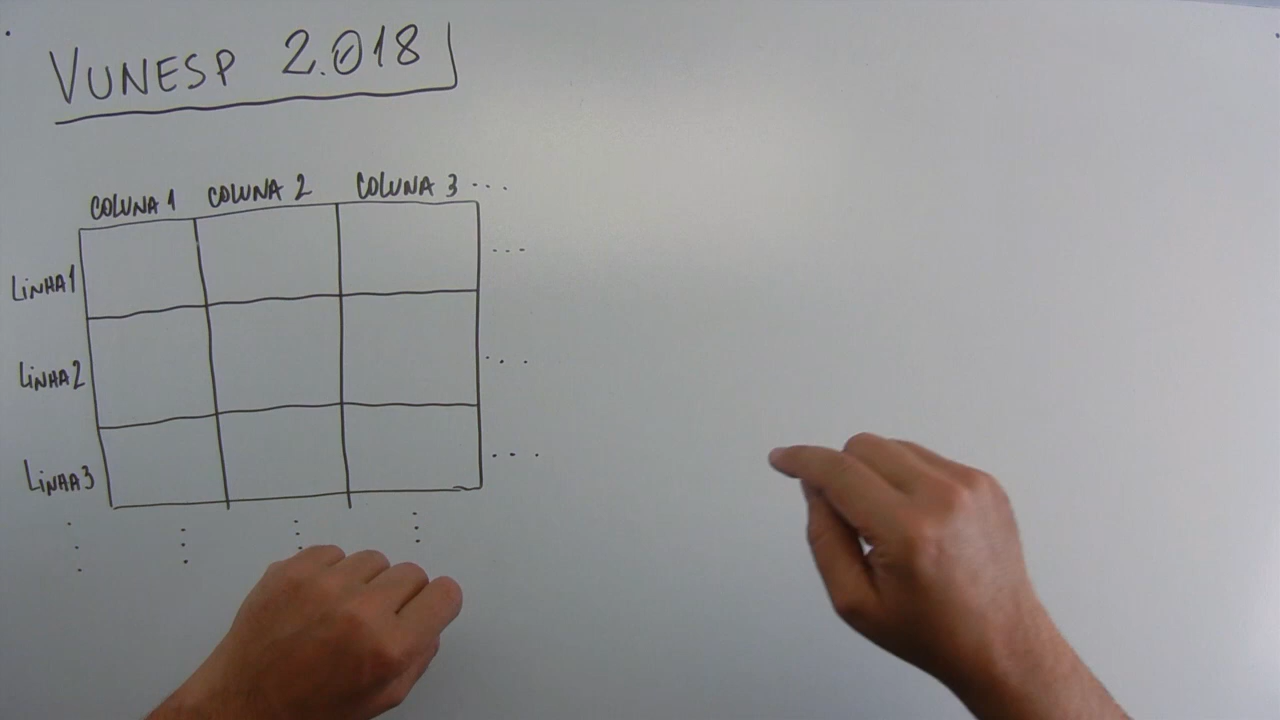 VUNESP 2.018
COLUNA 1 COLUNA 2 COLUNA 3 ...
LINHA 1 ...
LINHA 2 ...
LINHA 3 ...